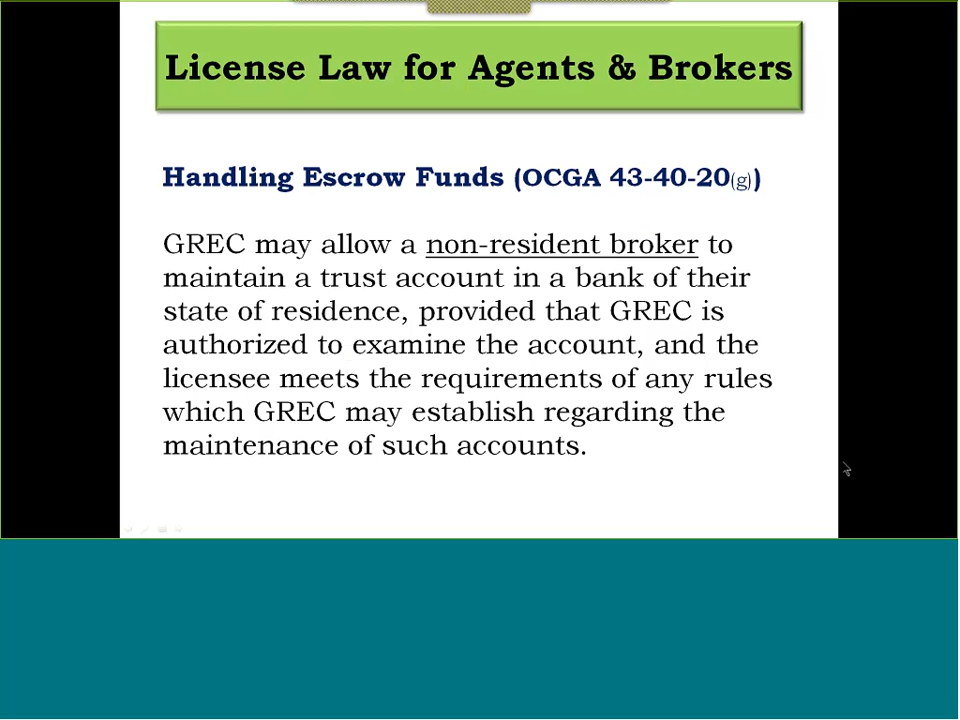 License Law for Agents & Brokers
Handling Escrow Funds (OCGA 43-40-20(g))
GREC may allow a non-resident broker to
maintain a trust account in a bank of their
state of residence, provided that GREC is
authorized to examine the account, and the
licensee meets the requirements of any rules
which GREC may establish regarding the
maintenance of such accounts.